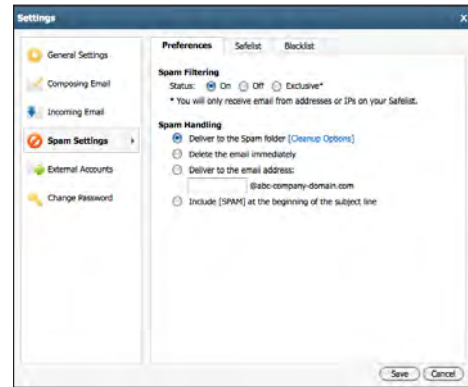 Settings
X
General Settings
Composing Email
Incoming Email
Spam Settings
External Accounts
Change Password
Preferences Safelist Blacklist
Spam Filtering
Status: On Off Exclusive*
* You will only receive email from addresses or IPs on your Safelist.
Spam Handling
Deliver to the Spam folder [Cleanup Options]
Delete the email immediately
Deliver to the email address:
@abc-company-domain.com
Include [SPAM] at the beginning of the subject line
Save Cancel